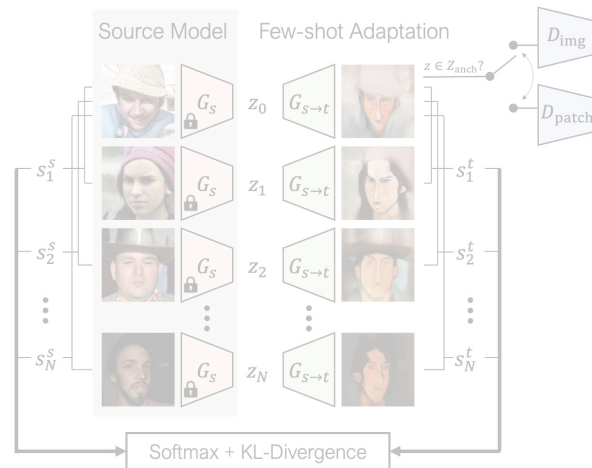 Source Model
Few-shot Adaptation
D_img
z ∈ Z_anch?
G_s
z_0
G_{s→t}
D_patch
s_1^s
G_s
z_1
G_{s→t}
s_1^t
s_2^s
G_s
z_2
G_{s→t}
s_2^t
s_N^s
G_s
z_N
G_{s→t}
s_N^t
Softmax + KL-Divergence